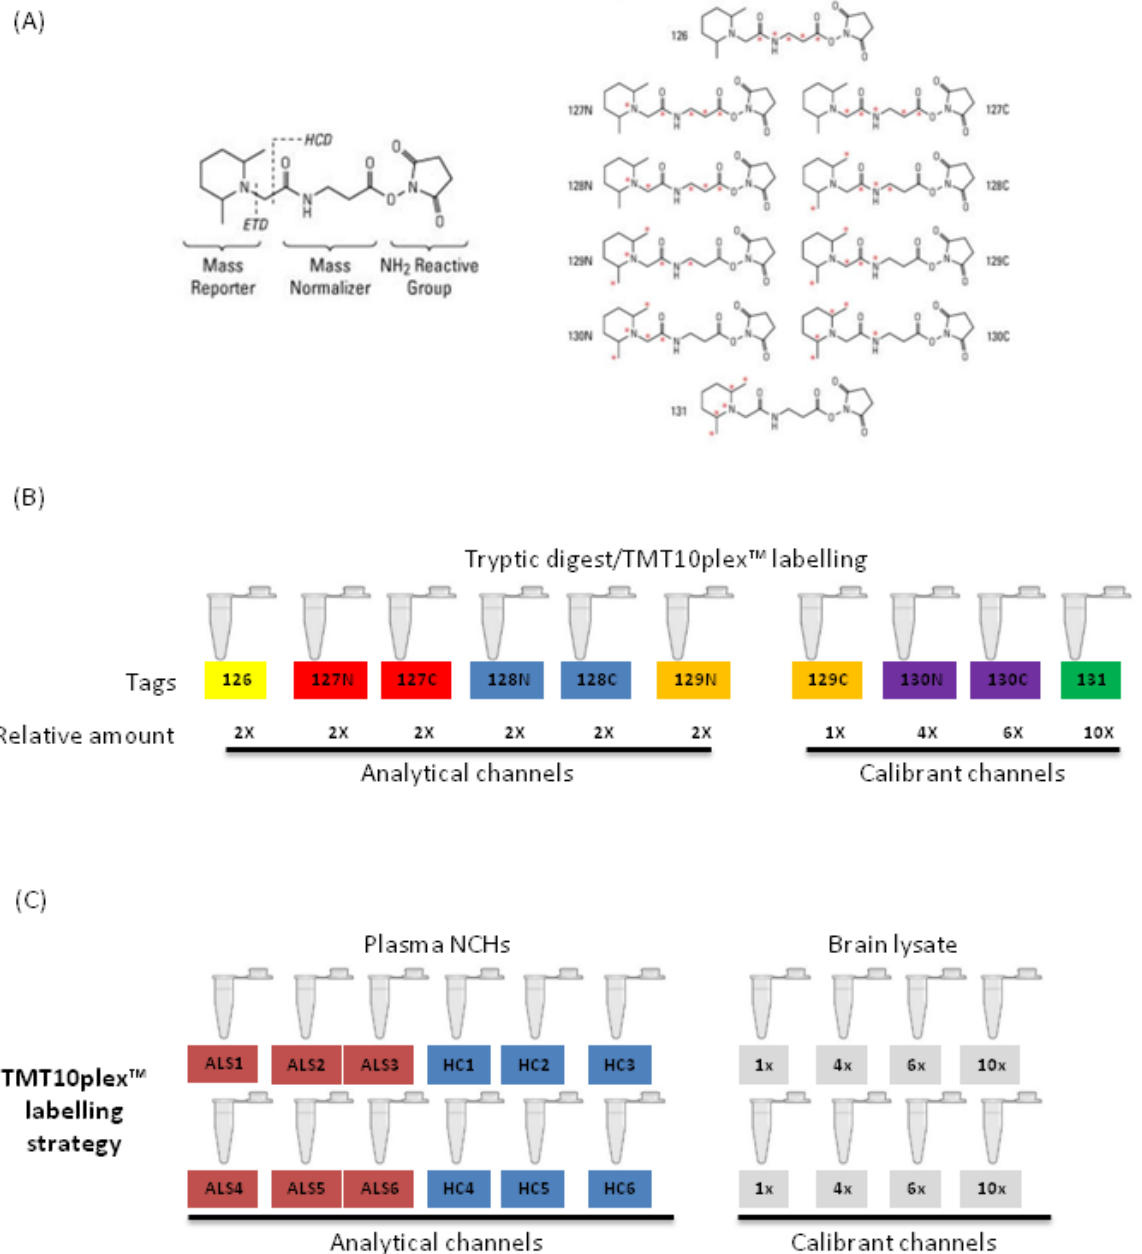 (A)
HCD
ETD
Mass Reporter
Mass Normalizer
NH2 Reactive Group
126
127N
127C
128N
128C
129N
129C
130N
130C
131
(B)
Tryptic digest/TMT10plex™ labelling
Tags 126 127N 127C 128N 128C 129N 129C 130N 130C 131
Relative amount 2X 2X 2X 2X 2X 2X 1X 4X 6X 10X
Analytical channels Calibrant channels
(C)
Plasma NCHs Brain lysate
TMT10plex™
labelling
strategy
ALS1 ALS2 ALS3 HC1 HC2 HC3 1x 4x 6x 10x
ALS4 ALS5 ALS6 HC4 HC5 HC6 1x 4x 6x 10x
Analytical channels Calibrant channels